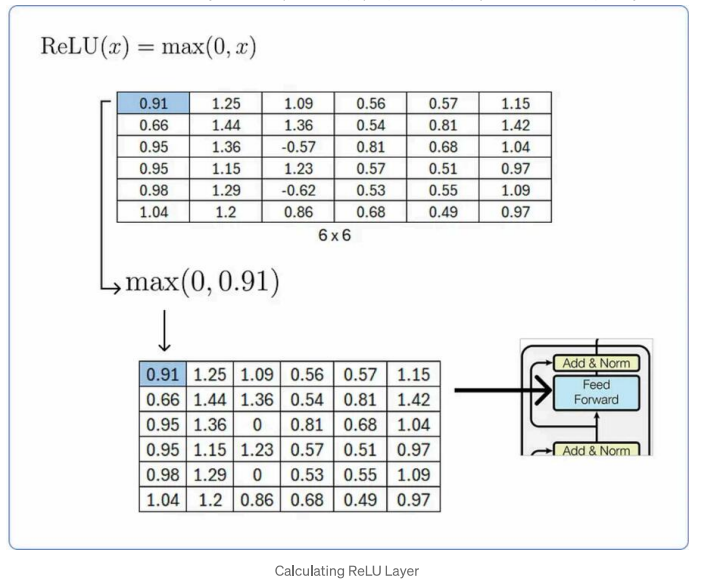 ReLU(x) = max(0, x)
0.91 1.25 1.09 0.56 0.57 1.15
0.66 1.44 1.36 0.54 0.81 1.42
0.95 1.36 -0.57 0.81 0.68 1.04
0.95 1.15 1.23 0.57 0.51 0.97
0.98 1.29 -0.62 0.53 0.55 1.09
1.04 1.2 0.86 0.68 0.49 0.97
6 x 6
max(0, 0.91)
0.91 1.25 1.09 0.56 0.57 1.15
0.66 1.44 1.36 0.54 0.81 1.42
0.95 1.36 0 0.81 0.68 1.04
0.95 1.15 1.23 0.57 0.51 0.97
0.98 1.29 0 0.53 0.55 1.09
1.04 1.2 0.86 0.68 0.49 0.97
Add & Norm
Feed
Forward
Add & Norm
Calculating ReLU Layer